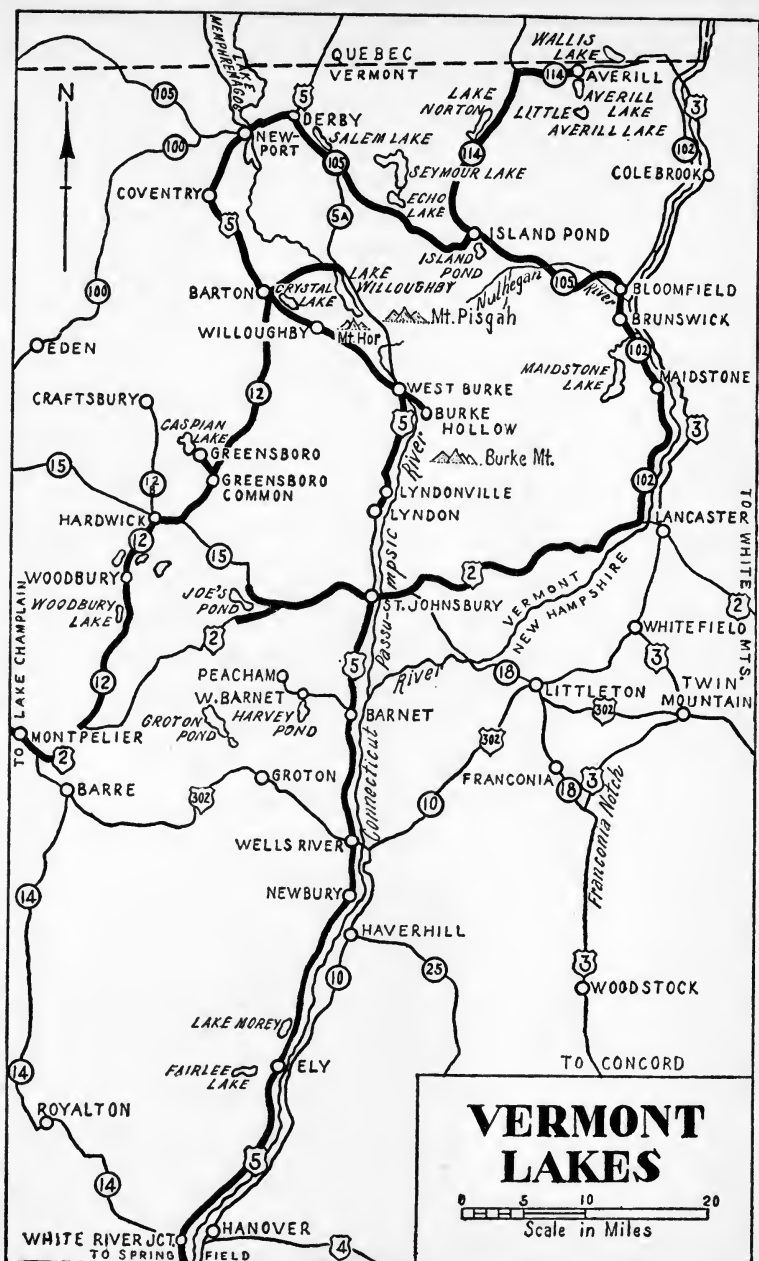 QUEBEC
VERMONT
WALLIS
LAKE
LAKE
MEMPHREMAGOG
N
105
100
5
DERBY
NEW-
PORT
SALEM LAKE
105
SEYMOUR LAKE
ECHO
LAKE
5A
LAKE
NORTON
114
114
AVERILL
AVERILL
LAKE
LITTLE
AVERILL LAKE
3
102
COLEBROOK
COVENTRY
5
ISLAND POND
ISLAND
POND
Nulhegan
River
105
BLOOMFIELD
BRUNSWICK
100
BARTON
CRYSTAL
LAKE
LAKE
WILLOUGHBY
WILLOUGHBY
Mt. Hor
Mt. Pisgah
102
MAIDSTONE
LAKE
MAIDSTONE
EDEN
CRAFTSBURY
12
WEST BURKE
5
BURKE
HOLLOW
3
CASPIAN
LAKE
GREENSBORO
GREENSBORO
COMMON
15
12
River
Burke Mt.
LYNDONVILLE
LYNDON
102
HARDWICK
12
15
LANCASTER
TO WHITE MTS.
WOODBURY
WOODBURY
LAKE
JOE'S
POND
Passumpsic
2
ST. JOHNSBURY
VERMONT
NEW HAMPSHIRE
2
TO LAKE CHAMPLAIN
2
12
WHITEFIELD
3
5
PEACHAM
W. BARNET
HARVEY
POND
GROTON
POND
BARNET
River
18
LITTLETON
TWIN
MOUNTAIN
302
MONTPELIER
2
BARRE
302
GROTON
302
10
FRANCONIA
18
3
Connecticut
Franconia Notch
WELLS RIVER
14
NEWBURY
HAVERHILL
10
25
3
WOODSTOCK
LAKE MOREY
FAIRLEE
LAKE
ELY
TO CONCORD
14
ROYALTON
14
5
WHITE RIVER JCT.
HANOVER
TO SPRINGFIELD
4
VERMONT
LAKES
0 5 10 20
Scale in Miles